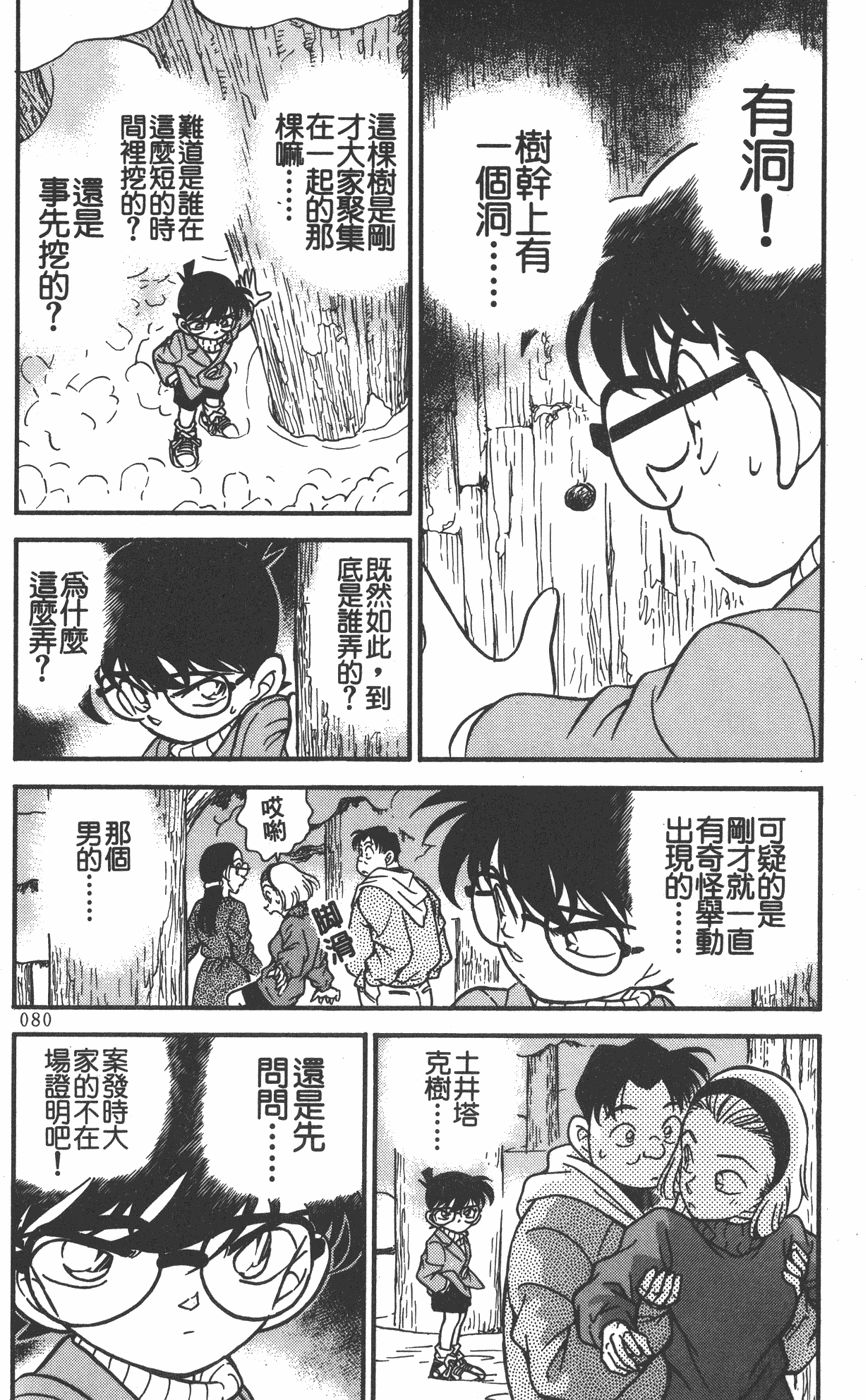 有洞！
樹幹上有
一個洞……
這棵樹是剛
才大家聚集
在一起的那
棵嘛……
難道是誰在
這麼短的時
間裡挖的？
還是
事先挖的？
既然如此，到
底是誰弄的？
為什麼
這麼弄？
可疑的是
剛才就一直
有奇怪舉動
出現的……
哎喲
腳滑
那個
男的……
080
土井塔
克樹……
還是先
問問……
案發時大
家的不在
場證明吧！